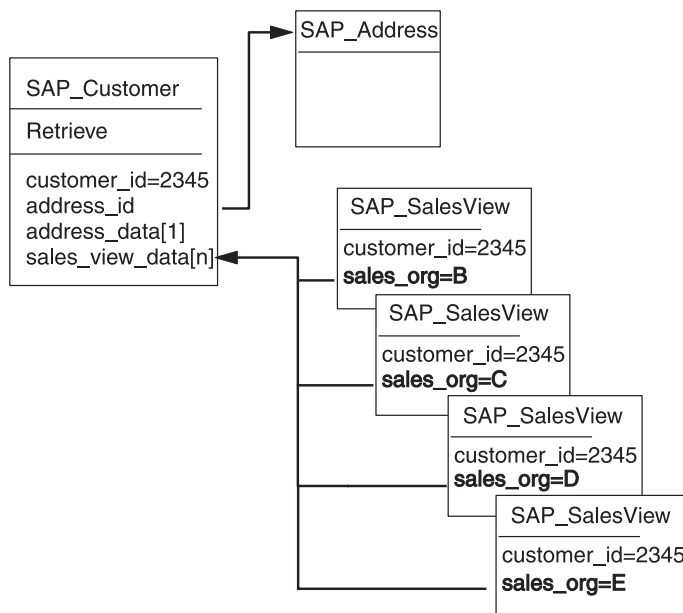 SAP_Address
SAP_Customer
Retrieve
customer_id=2345
address_id
address_data[1]
sales_view_data[n]
SAP_SalesView
customer_id=2345
sales_org=B
SAP_SalesView
customer_id=2345
sales_org=C
SAP_SalesView
customer_id=2345
sales_org=D
SAP_SalesView
customer_id=2345
sales_org=E